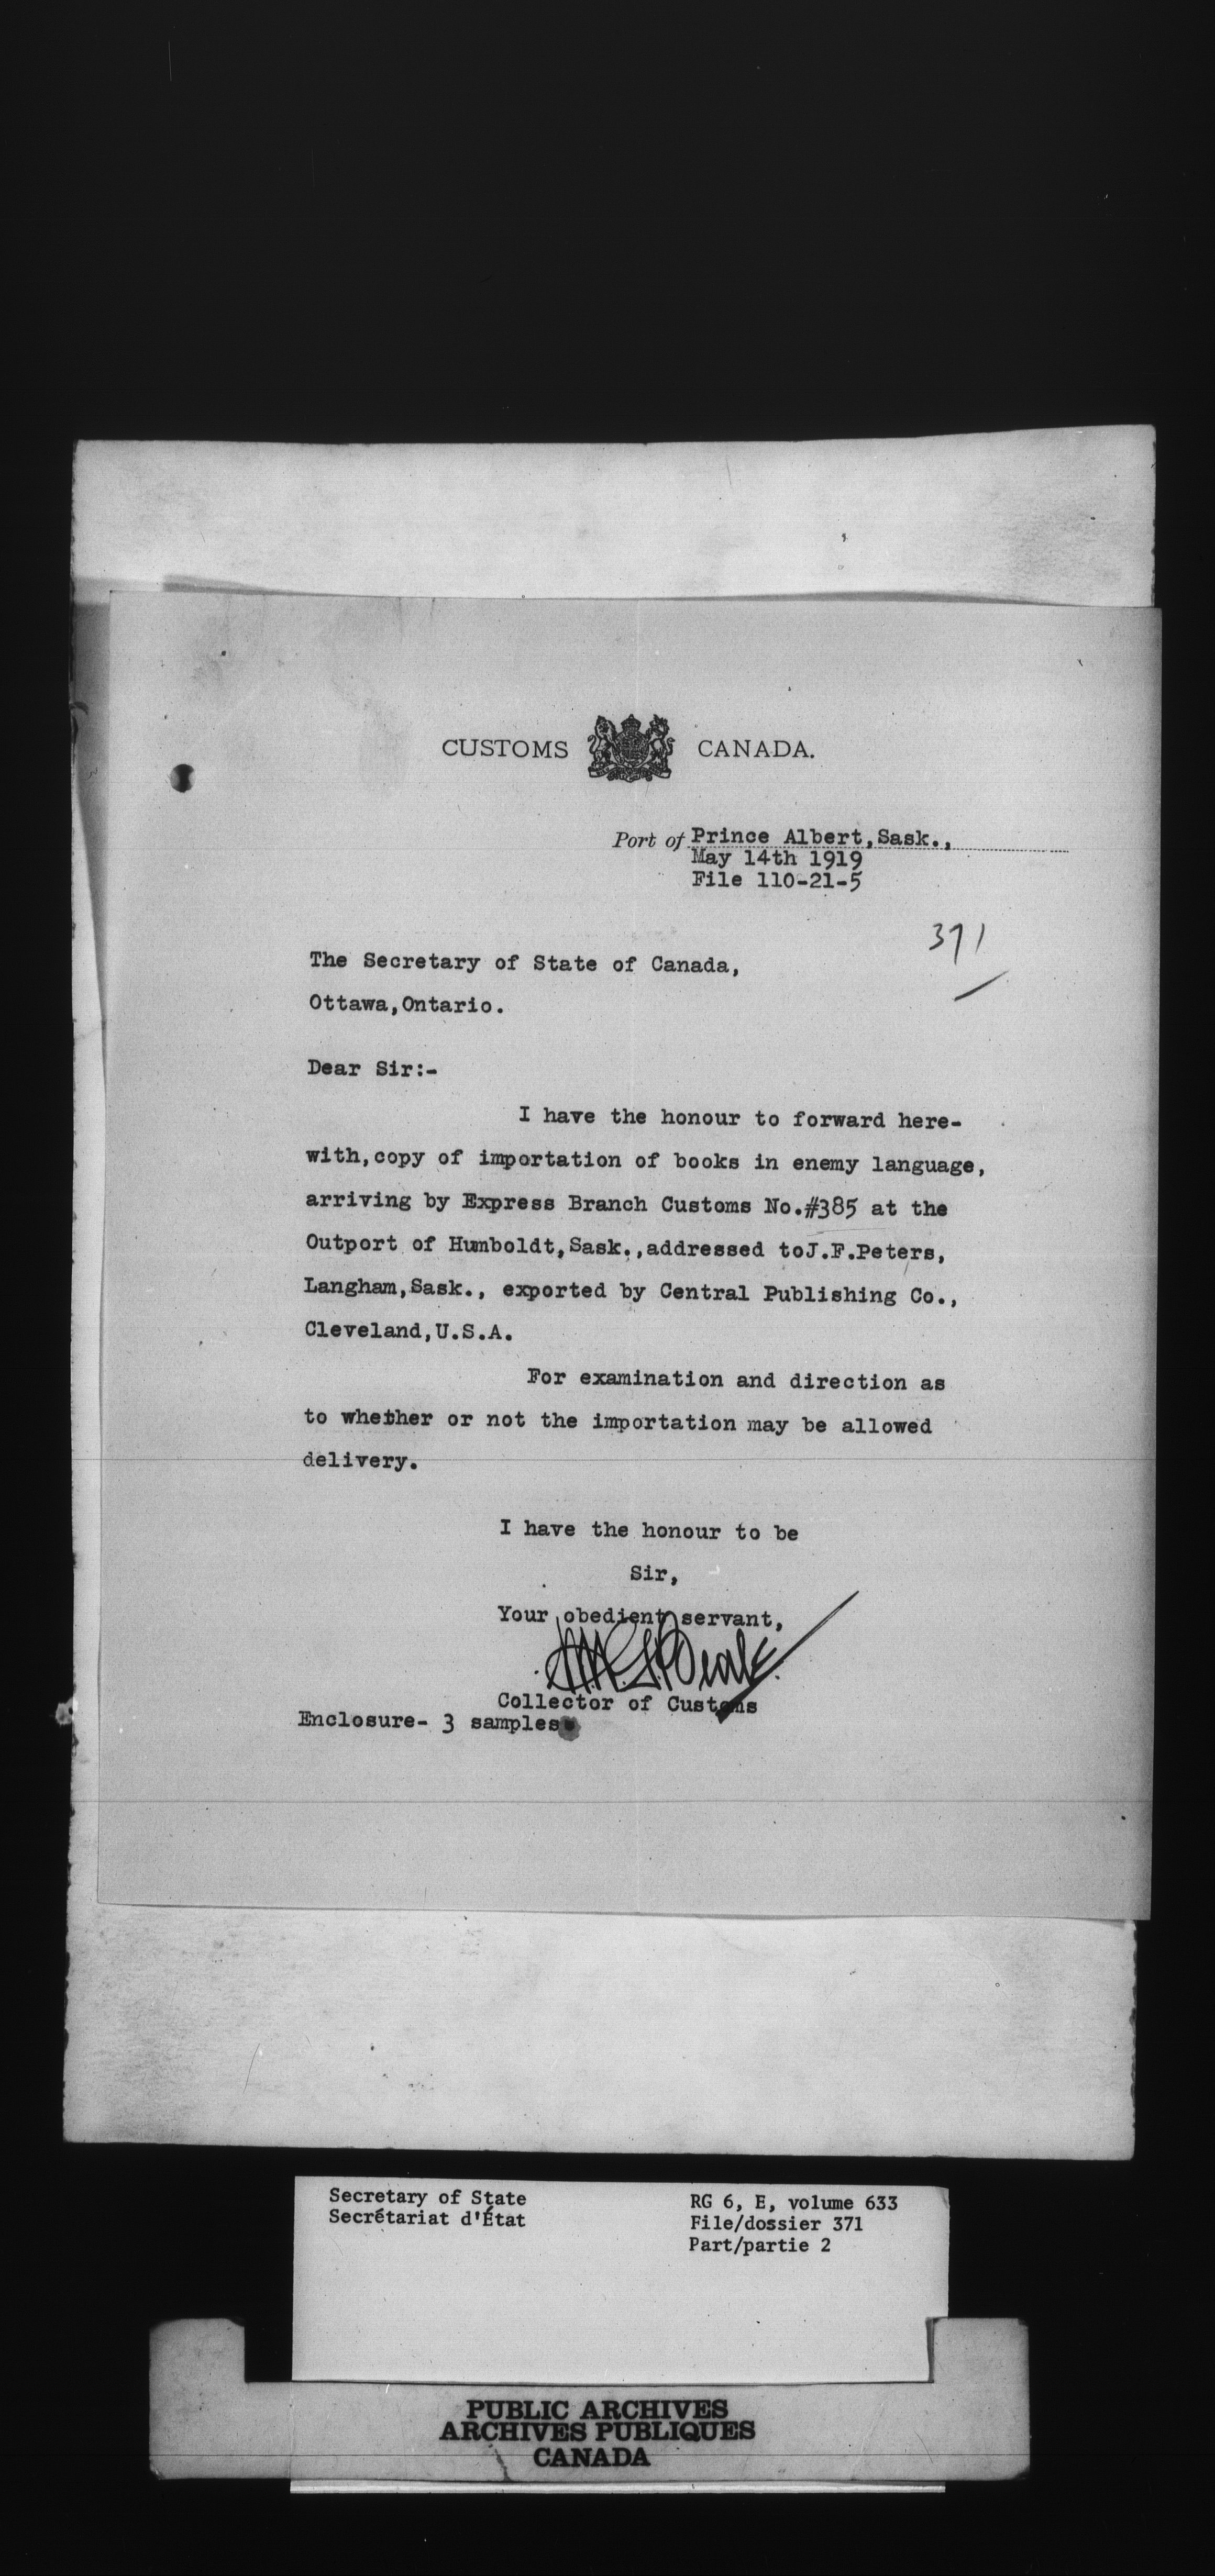 CUSTOMS CANADA.
Port of Prince Albert,Sask.,
May 14th 1919
File 110-21-5
371
The Secretary of State of Canada,
Ottawa,Ontario.
Dear Sir:-
I have the honour to forward here-
with,copy of importation of books in enemy language,
arriving by Express Branch Customs No.#385 at the
Outport of Humboldt,Sask.,addressed toJ.F.Peters,
Langham,Sask., exported by Central Publishing Co.,
Cleveland,U.S.A.
For examination and direction as
to whether or not the importation may be allowed
delivery.
I have the honour to be
Sir,
Your obedient servant,
Collector of Customs
Enclosure- 3 samples
Secretary of State
Secrétariat d'État
RG 6, E, volume 633
File/dossier 371
Part/partie 2
PUBLIC ARCHIVES
ARCHIVES PUBLIQUES
CANADA